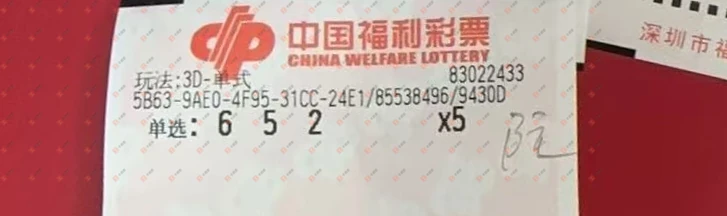 中国福利彩票
CHINA WELFARE LOTTERY
深圳市福
玩法:3D-单式 83022433
5B63-9AE0-4F95-31CC-24E1/85538496/9430D
单选: 6 5 2 x5